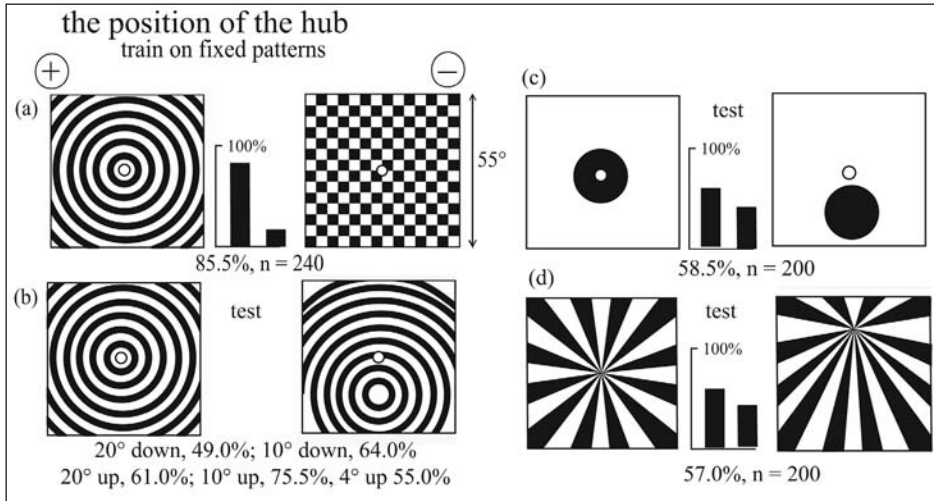 the position of the hub
train on fixed patterns
+
−
(a)
100%
55°
85.5%, n = 240
(b)
test
20° down, 49.0%; 10° down, 64.0%
20° up, 61.0%; 10° up, 75.5%, 4° up 55.0%
(c)
test
100%
58.5%, n = 200
(d)
test
100%
57.0%, n = 200